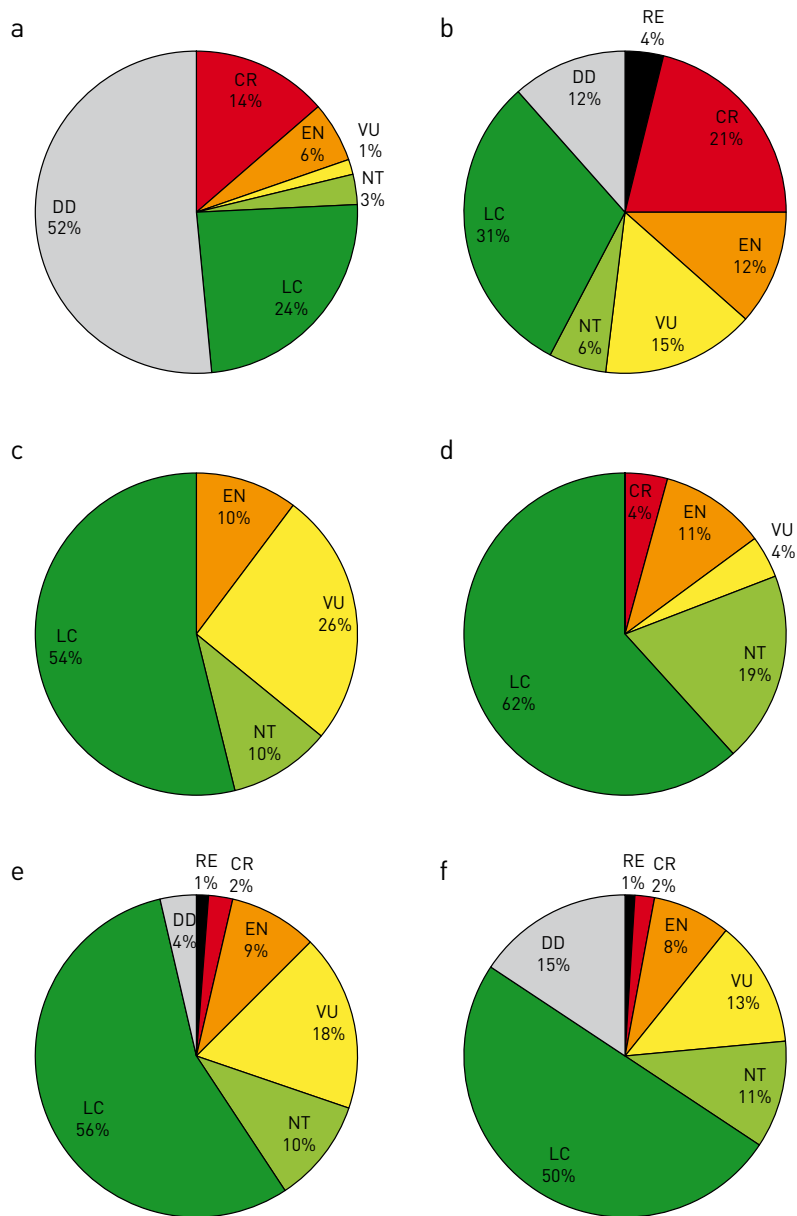 a
CR
14%
EN
6%
VU
1%
NT
3%
LC
24%
DD
52%
b
RE
4%
CR
21%
EN
12%
VU
15%
NT
6%
LC
31%
DD
12%
c
EN
10%
VU
26%
NT
10%
LC
54%
d
CR
4%
EN
11%
VU
4%
NT
19%
LC
62%
e
RE
1%
CR
2%
EN
9%
VU
18%
NT
10%
LC
56%
DD
4%
f
RE
1%
CR
2%
EN
8%
VU
13%
NT
11%
LC
50%
DD
15%